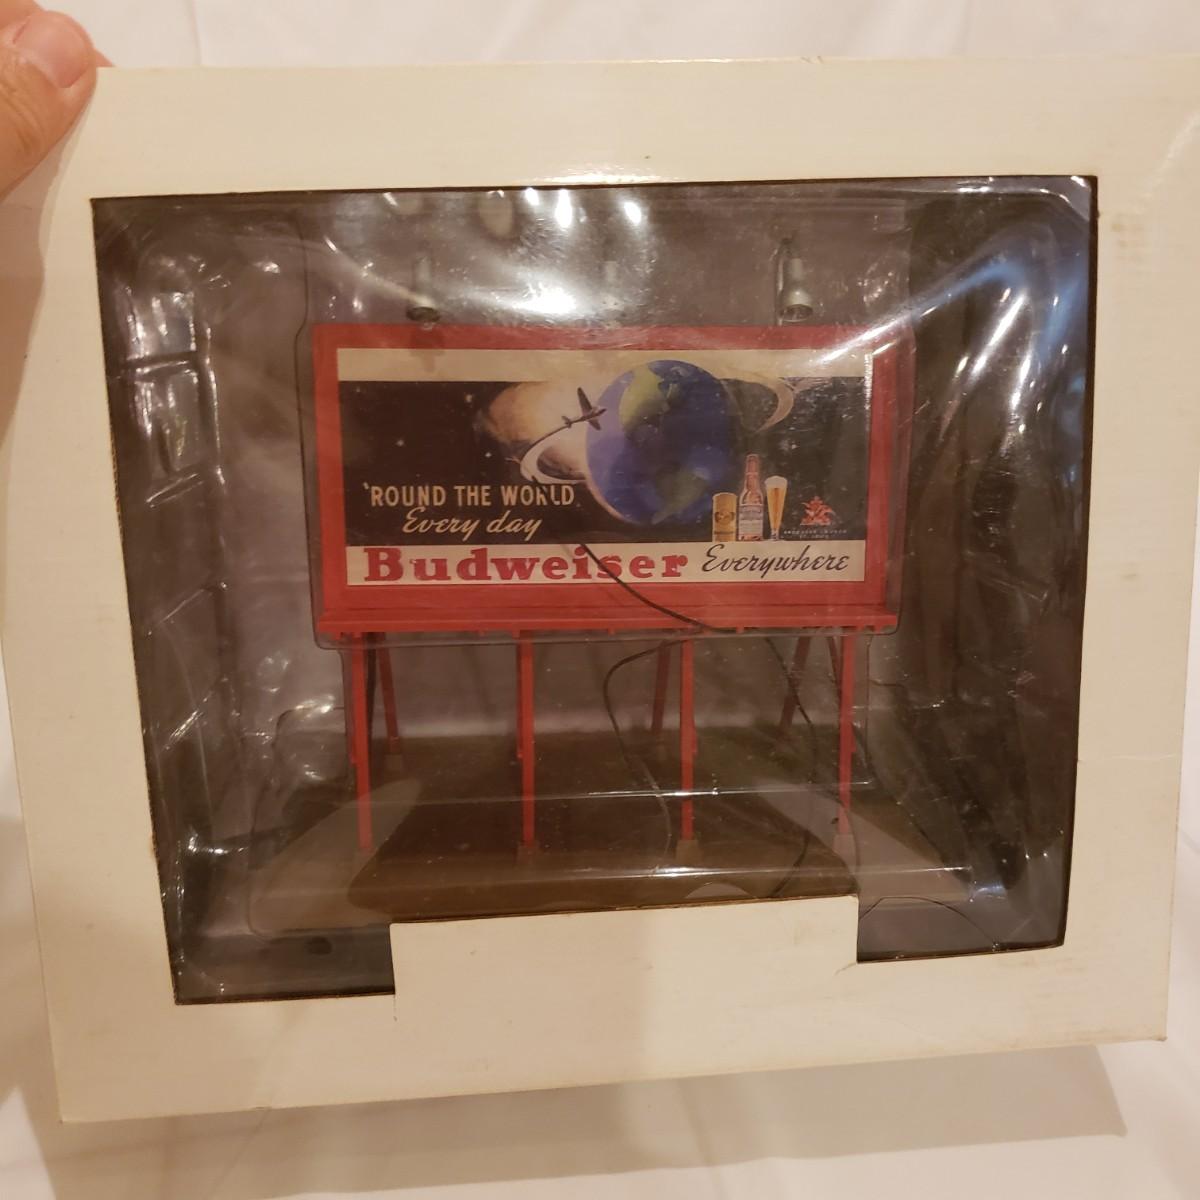 'ROUND THE WORLD
Every day
Budweiser Everywhere